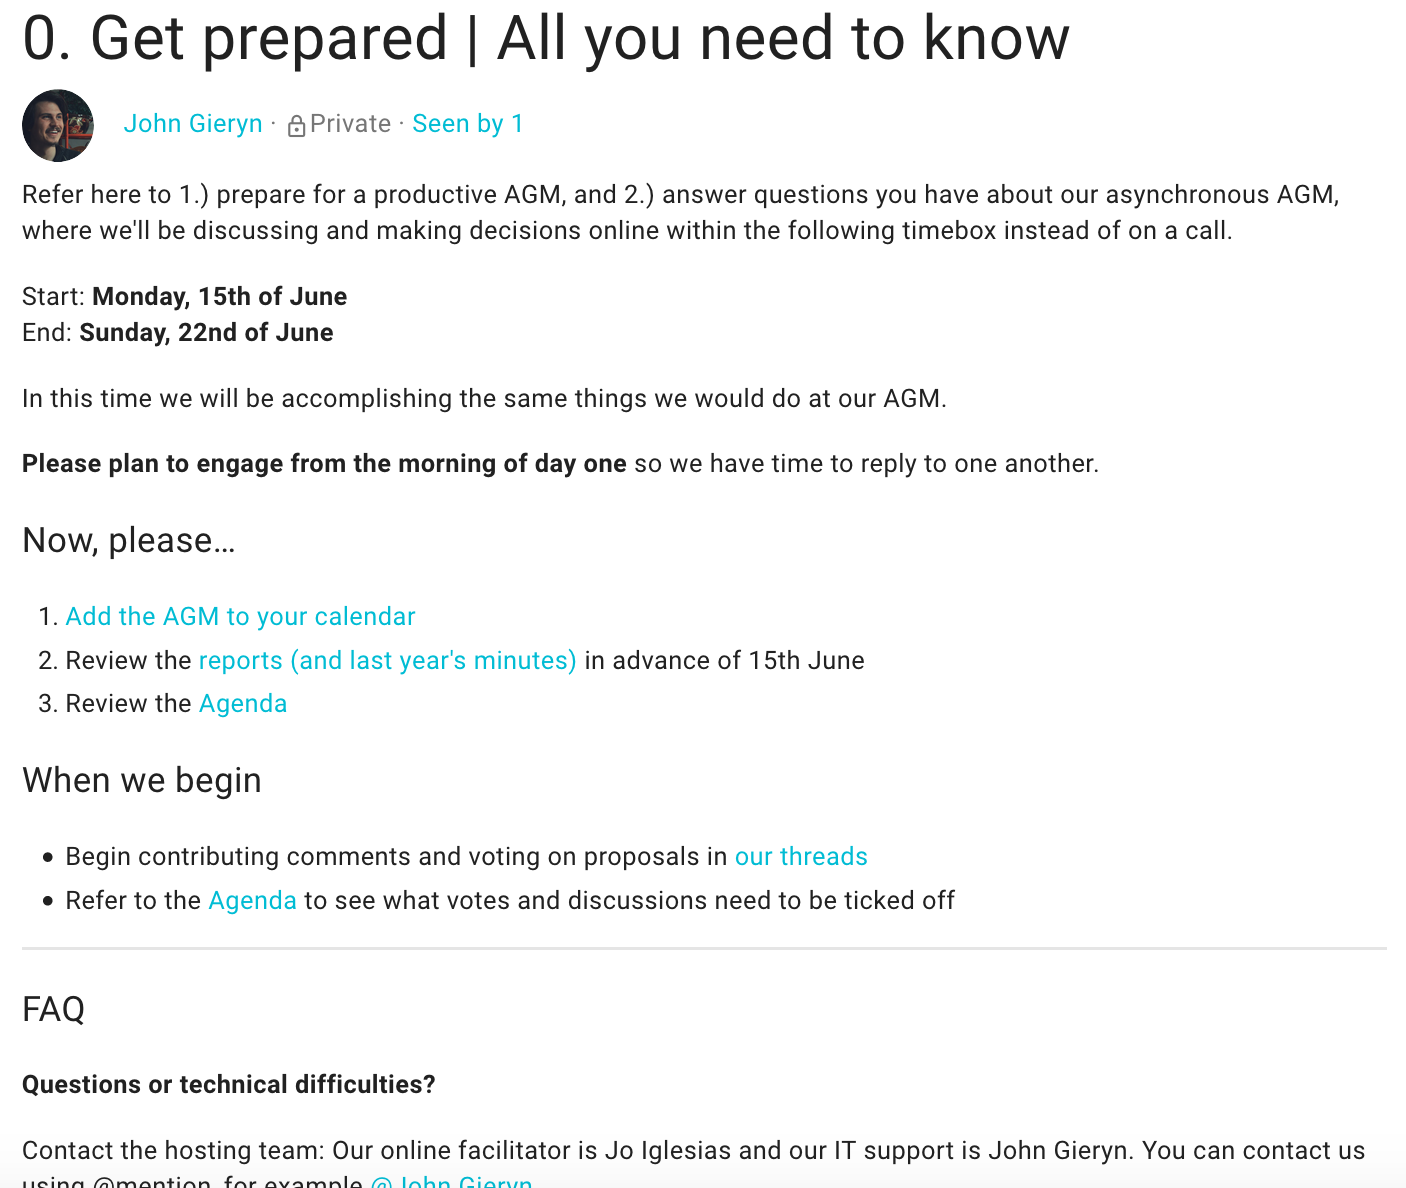 0. Get prepared | All you need to know
John Gieryn · Private · Seen by 1
Refer here to 1.) prepare for a productive AGM, and 2.) answer questions you have about our asynchronous AGM,
where we'll be discussing and making decisions online within the following timebox instead of on a call.
Start: Monday, 15th of June
End: Sunday, 22nd of June
In this time we will be accomplishing the same things we would do at our AGM.
Please plan to engage from the morning of day one so we have time to reply to one another.
Now, please…
1. Add the AGM to your calendar
2. Review the reports (and last year's minutes) in advance of 15th June
3. Review the Agenda
When we begin
• Begin contributing comments and voting on proposals in our threads
• Refer to the Agenda to see what votes and discussions need to be ticked off
FAQ
Questions or technical difficulties?
Contact the hosting team: Our online facilitator is Jo Iglesias and our IT support is John Gieryn. You can contact us
using @mention, for example @John Gieryn